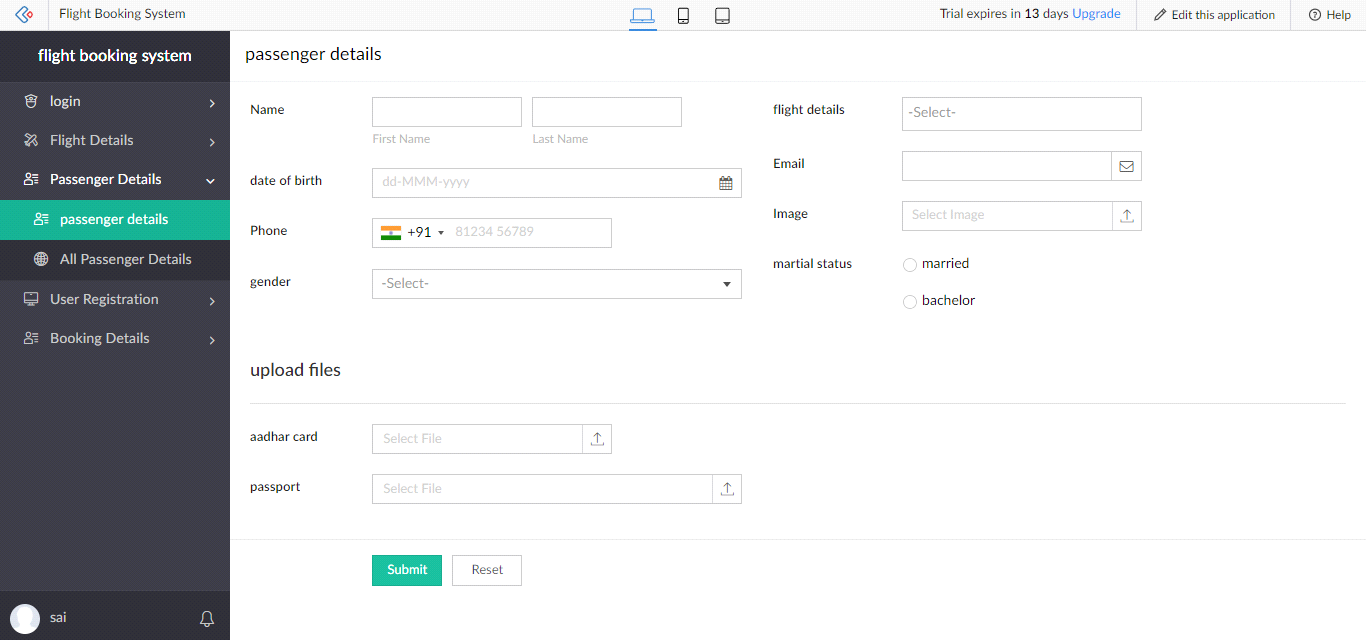 Flight Booking System
Trial expires in 13 days Upgrade
Edit this application
Help
flight booking system
login
Flight Details
Passenger Details
passenger details
All Passenger Details
User Registration
Booking Details
sai
passenger details
Name
First Name
Last Name
date of birth
dd-MMM-yyyy
Phone
+91 81234 56789
gender
-Select-
flight details
-Select-
Email
Image
Select Image
martial status
married
bachelor
upload files
aadhar card
Select File
passport
Select File
Submit
Reset